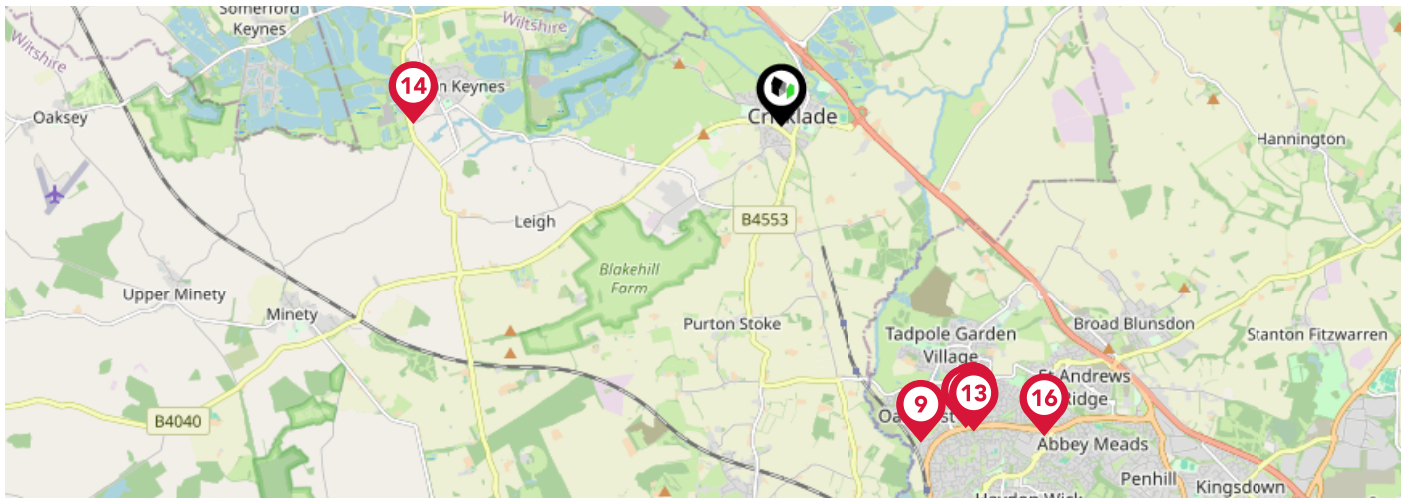 Somerford
Keynes
Wiltshire
Wiltshire
14
n Keynes
Oaksey
Hannington
B4553
Leigh
Blakehill
Farm
Upper Minety
Minety
Purton Stoke
Tadpole Garden
Village
Broad Blunsdon
Stanton Fitzwarren
St Andrews
Ridge
9
13
16
B4040
Abbey Meads
Penhill
Kingsdown